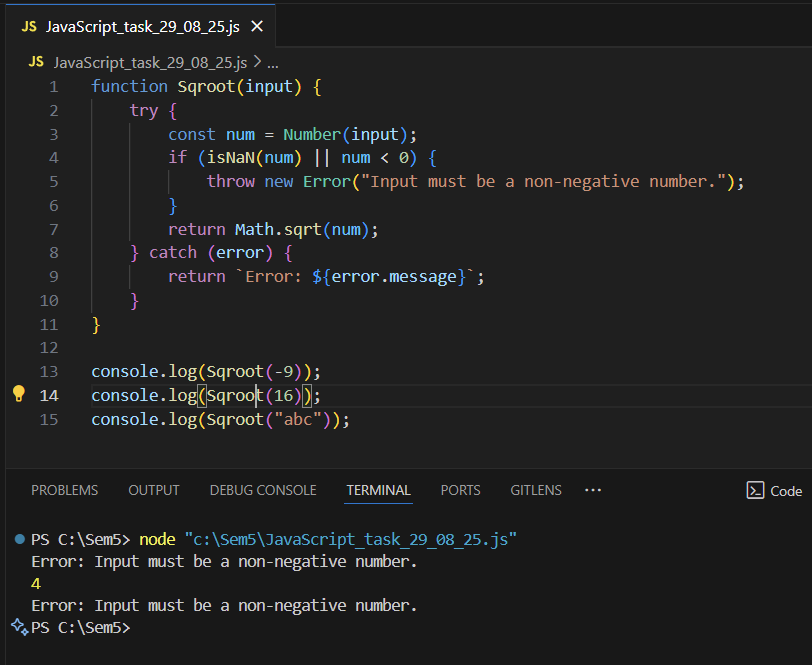 JS JavaScript_task_29_08_25.js ×
JS JavaScript_task_29_08_25.js > ...
1 function Sqroot(input) {
2     try {
3         const num = Number(input);
4         if (isNaN(num) || num < 0) {
5             throw new Error("Input must be a non-negative number.");
6         }
7         return Math.sqrt(num);
8     } catch (error) {
9         return `Error: ${error.message}`;
10     }
11 }
12
13 console.log(Sqroot(-9));
14 console.log(Sqroot(16));
15 console.log(Sqroot("abc"));
PROBLEMS OUTPUT DEBUG CONSOLE TERMINAL PORTS GITLENS ··· Code
PS C:\Sem5> node "c:\Sem5\JavaScript_task_29_08_25.js"
Error: Input must be a non-negative number.
4
Error: Input must be a non-negative number.
PS C:\Sem5>